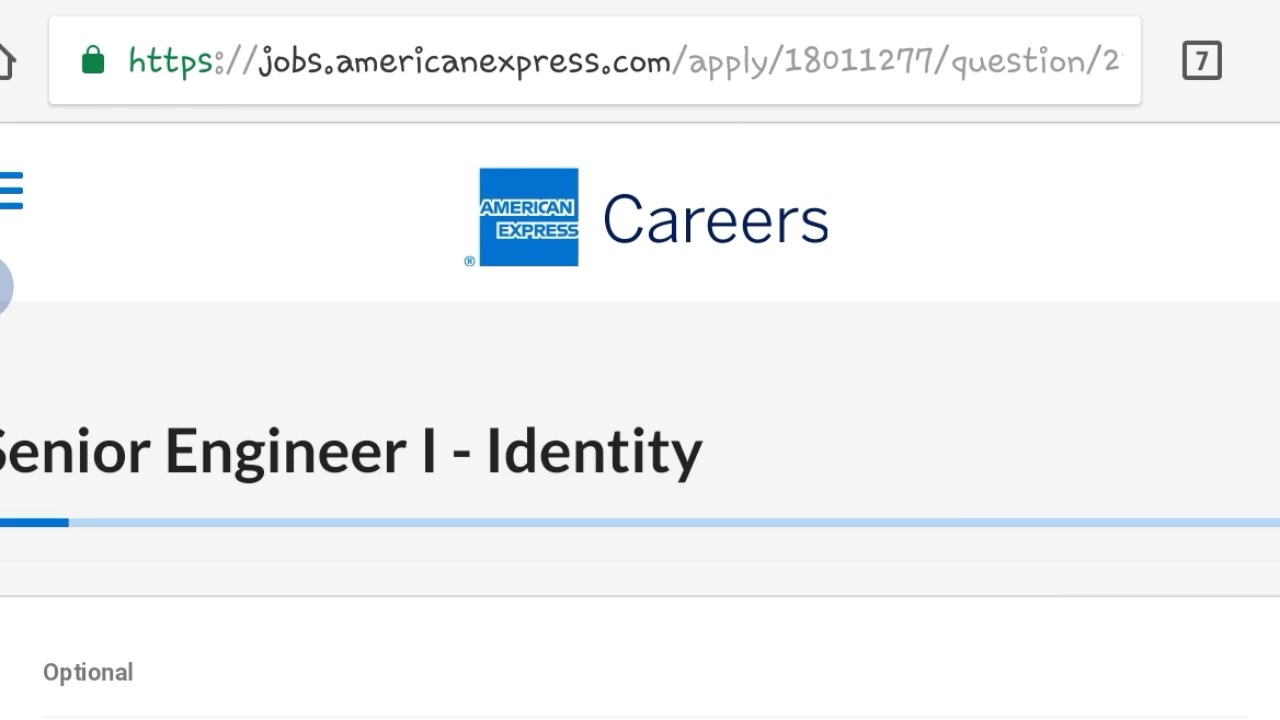 https://jobs.americanexpress.com/apply/18011277/question/2
7
AMERICAN
EXPRESS
®
Careers
Senior Engineer I - Identity
Optional